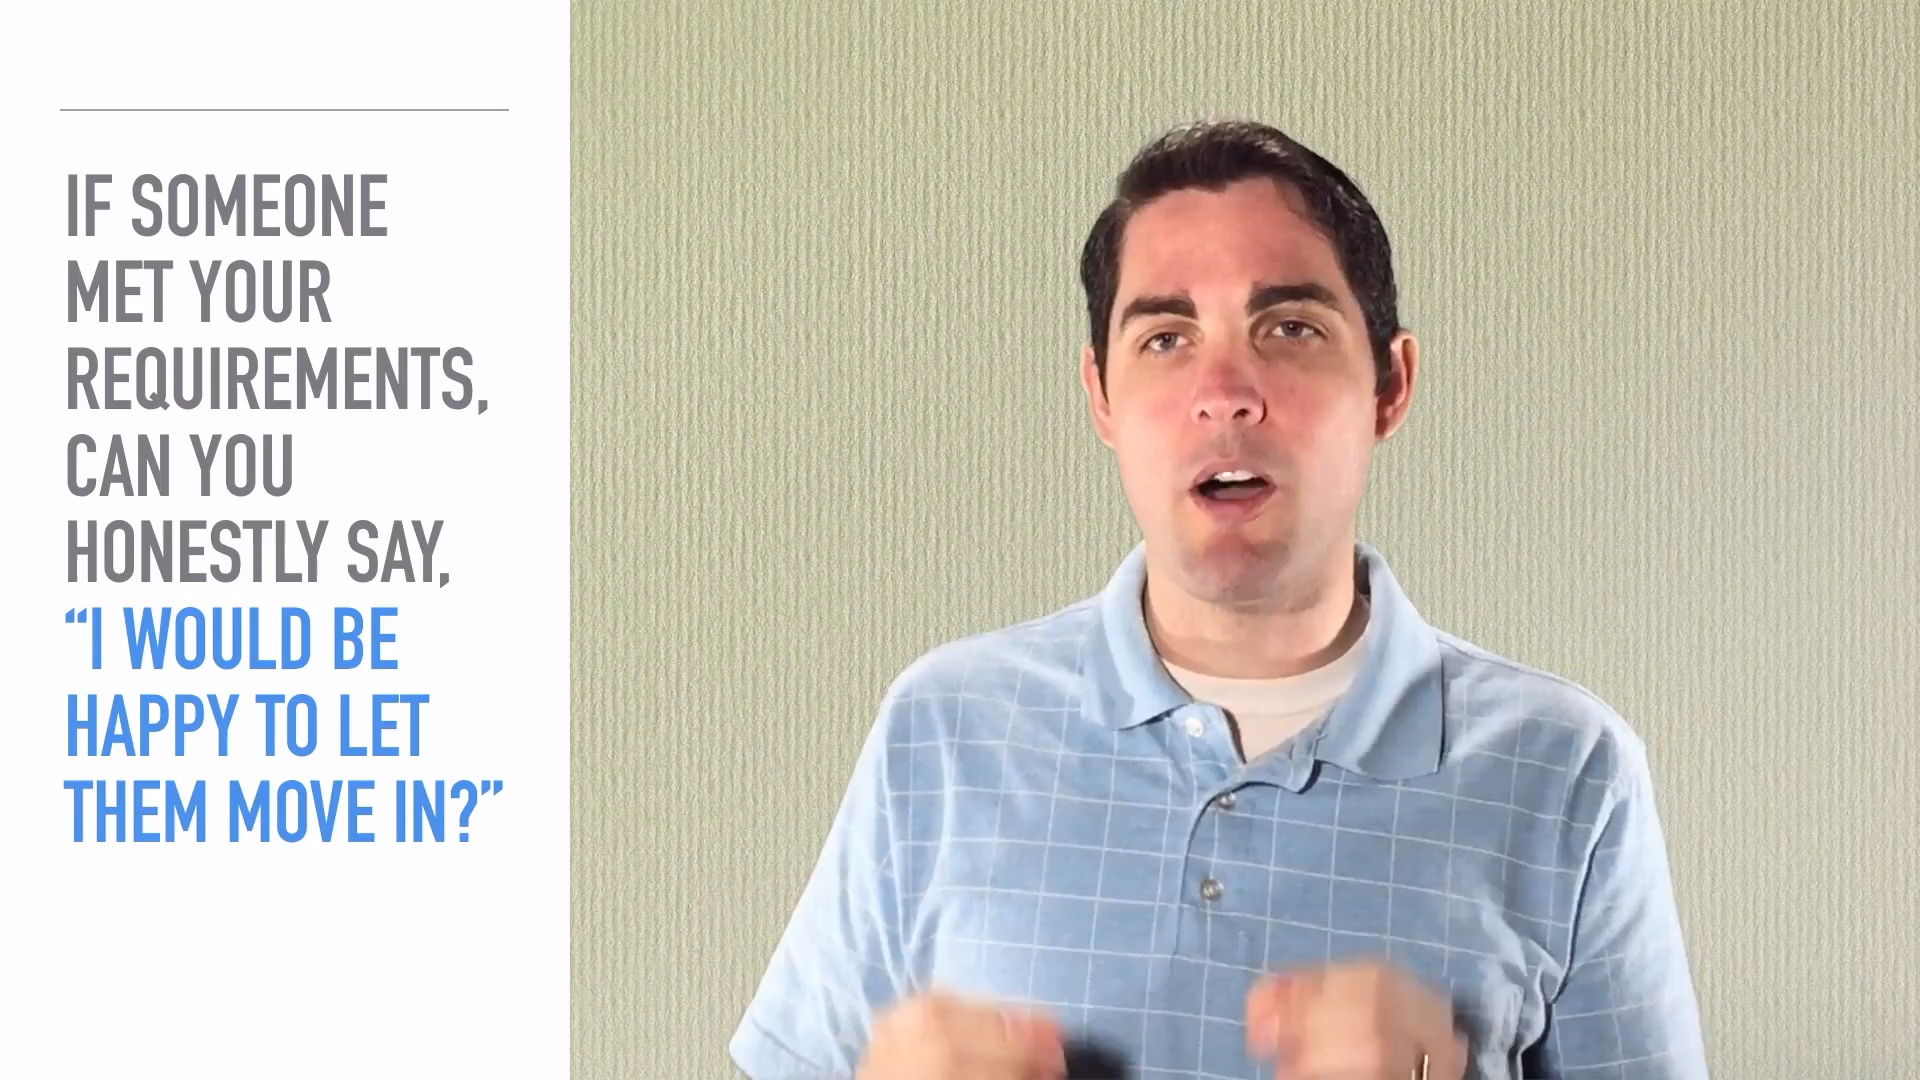 IF SOMEONE
MET YOUR
REQUIREMENTS,
CAN YOU
HONESTLY SAY,
“I WOULD BE
HAPPY TO LET
THEM MOVE IN?”